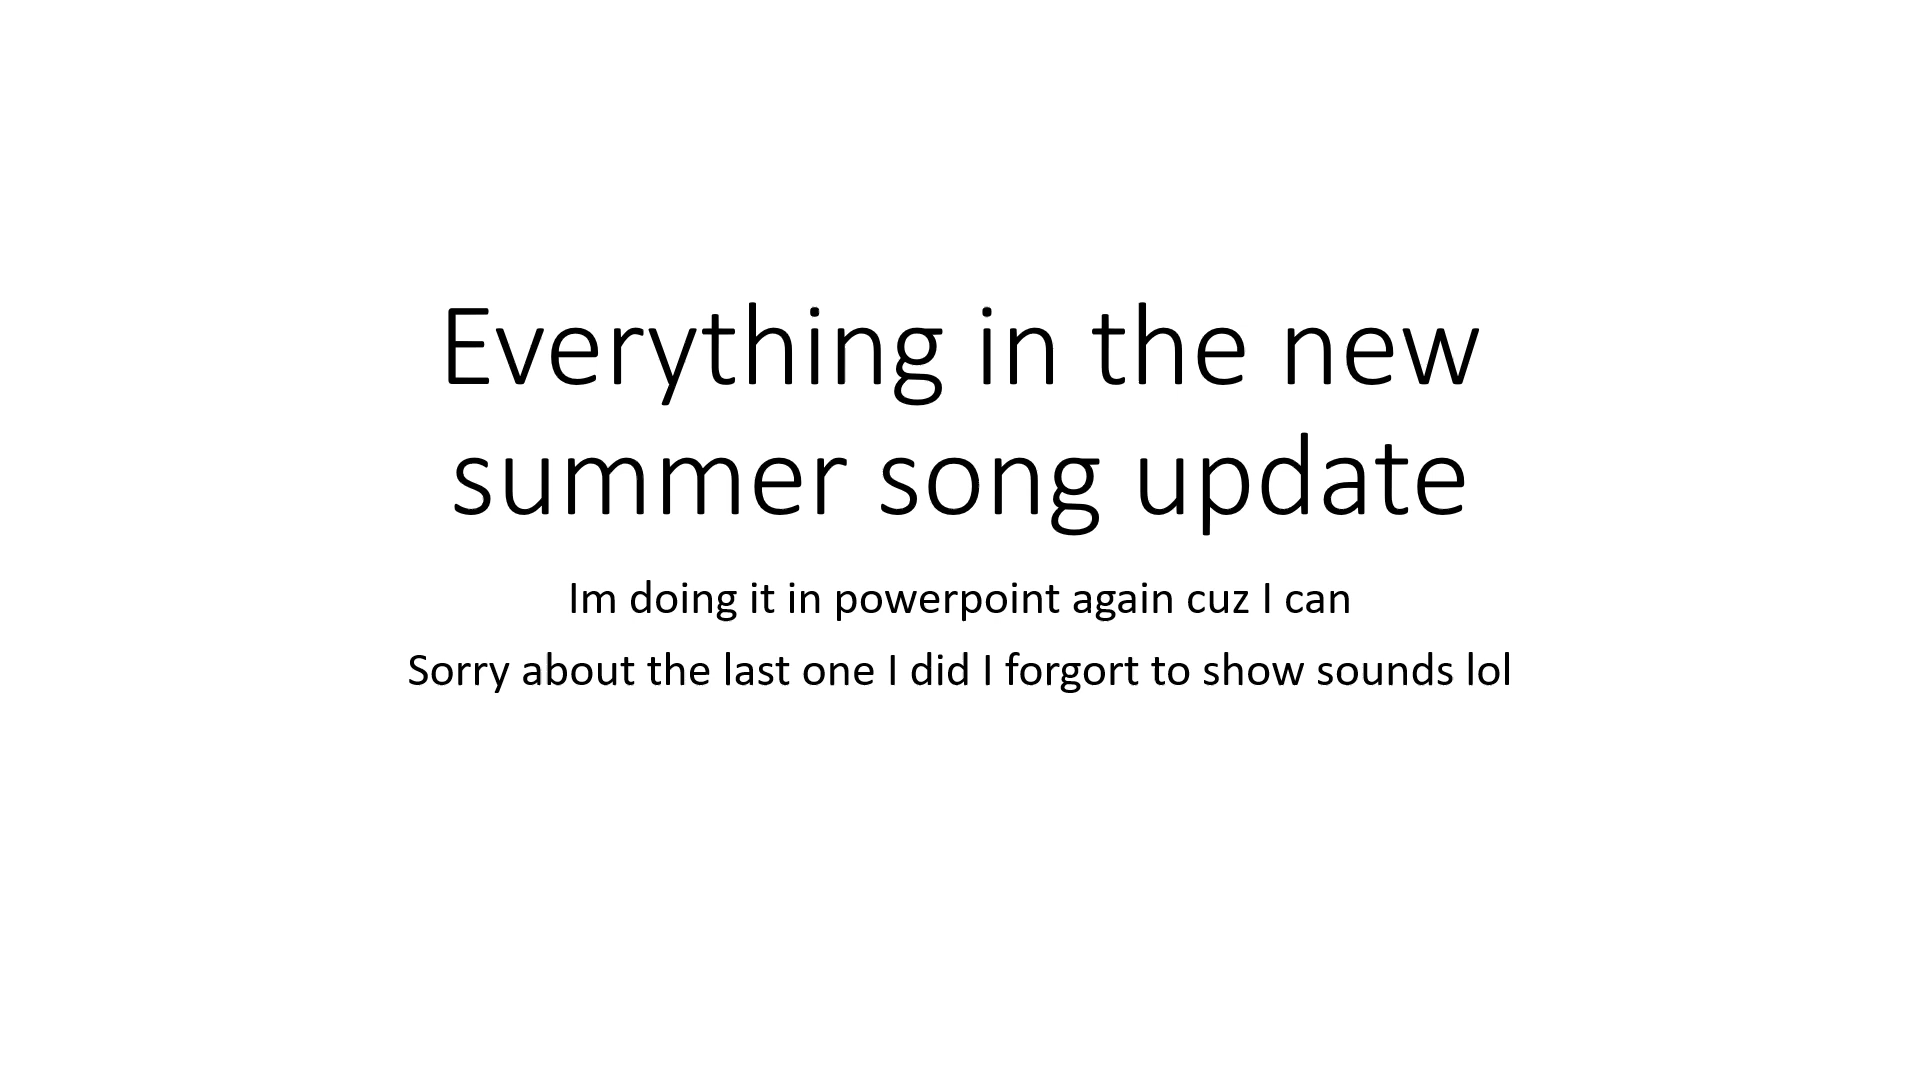 Everything in the new
summer song update
Im doing it in powerpoint again cuz I can
Sorry about the last one I did I forgort to show sounds lol